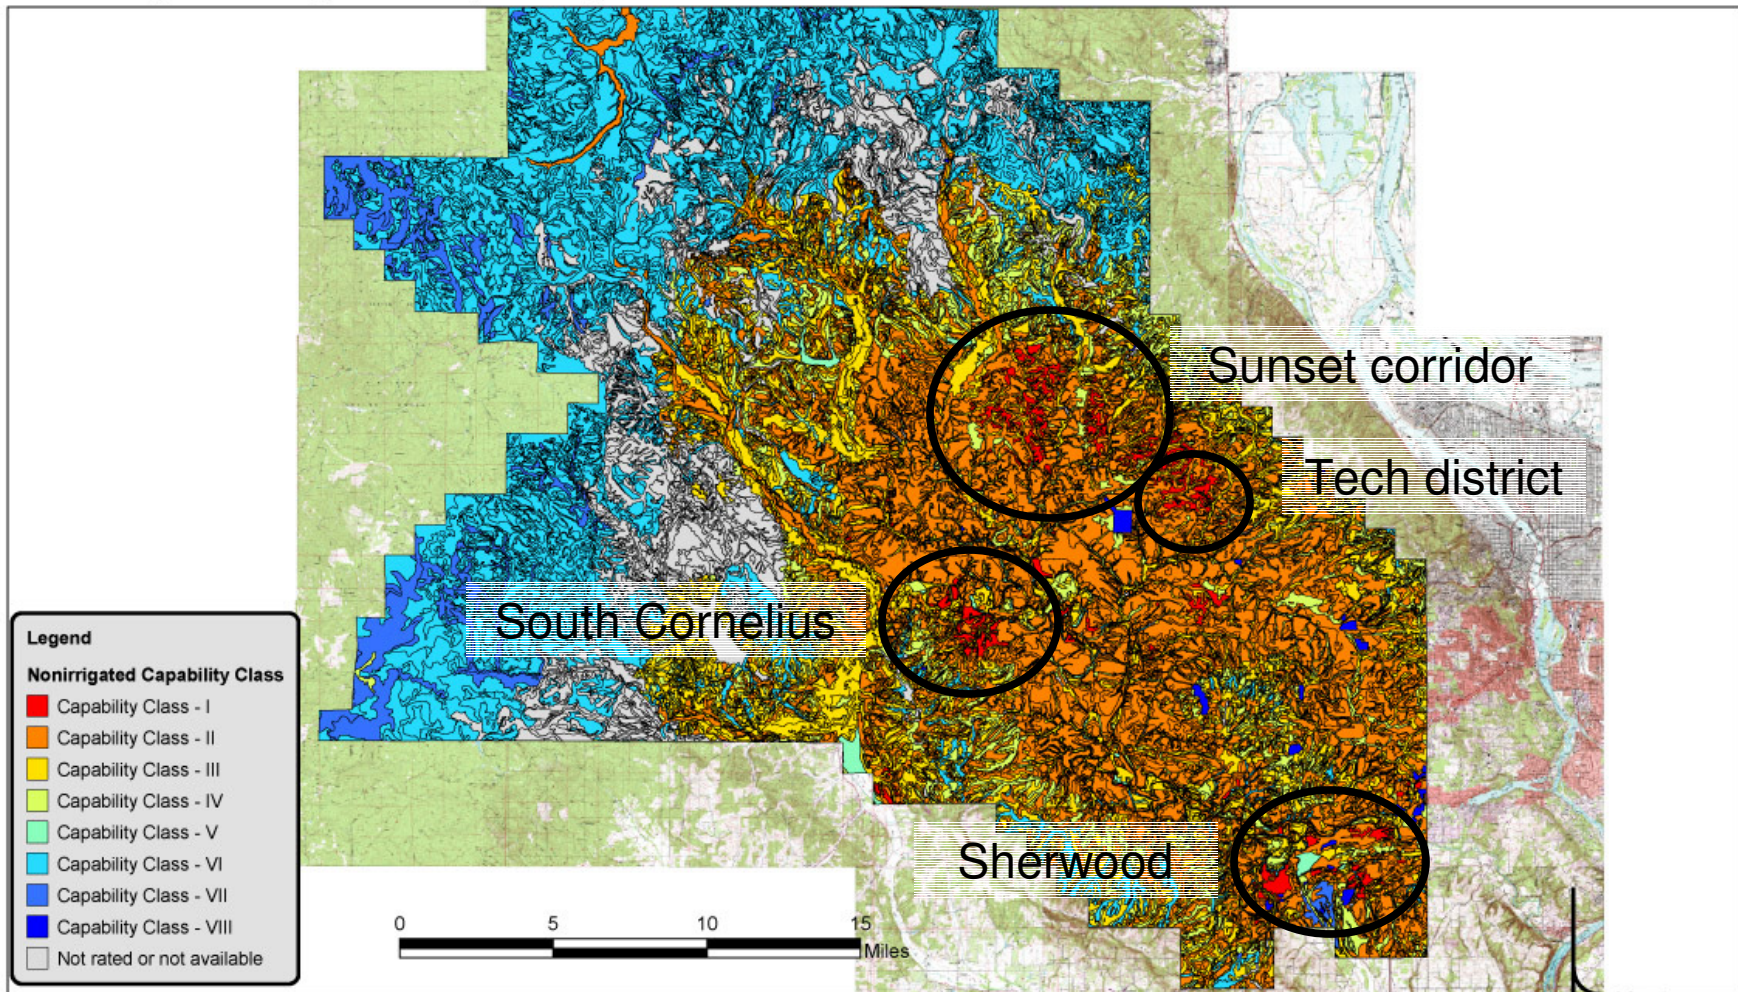 Sunset corridor
Tech district
South Cornelius
Sherwood
Legend
Nonirrigated Capability Class
Capability Class - I
Capability Class - II
Capability Class - III
Capability Class - IV
Capability Class - V
Capability Class - VI
Capability Class - VII
Capability Class - VIII
Not rated or not available
0 5 10 15
Miles